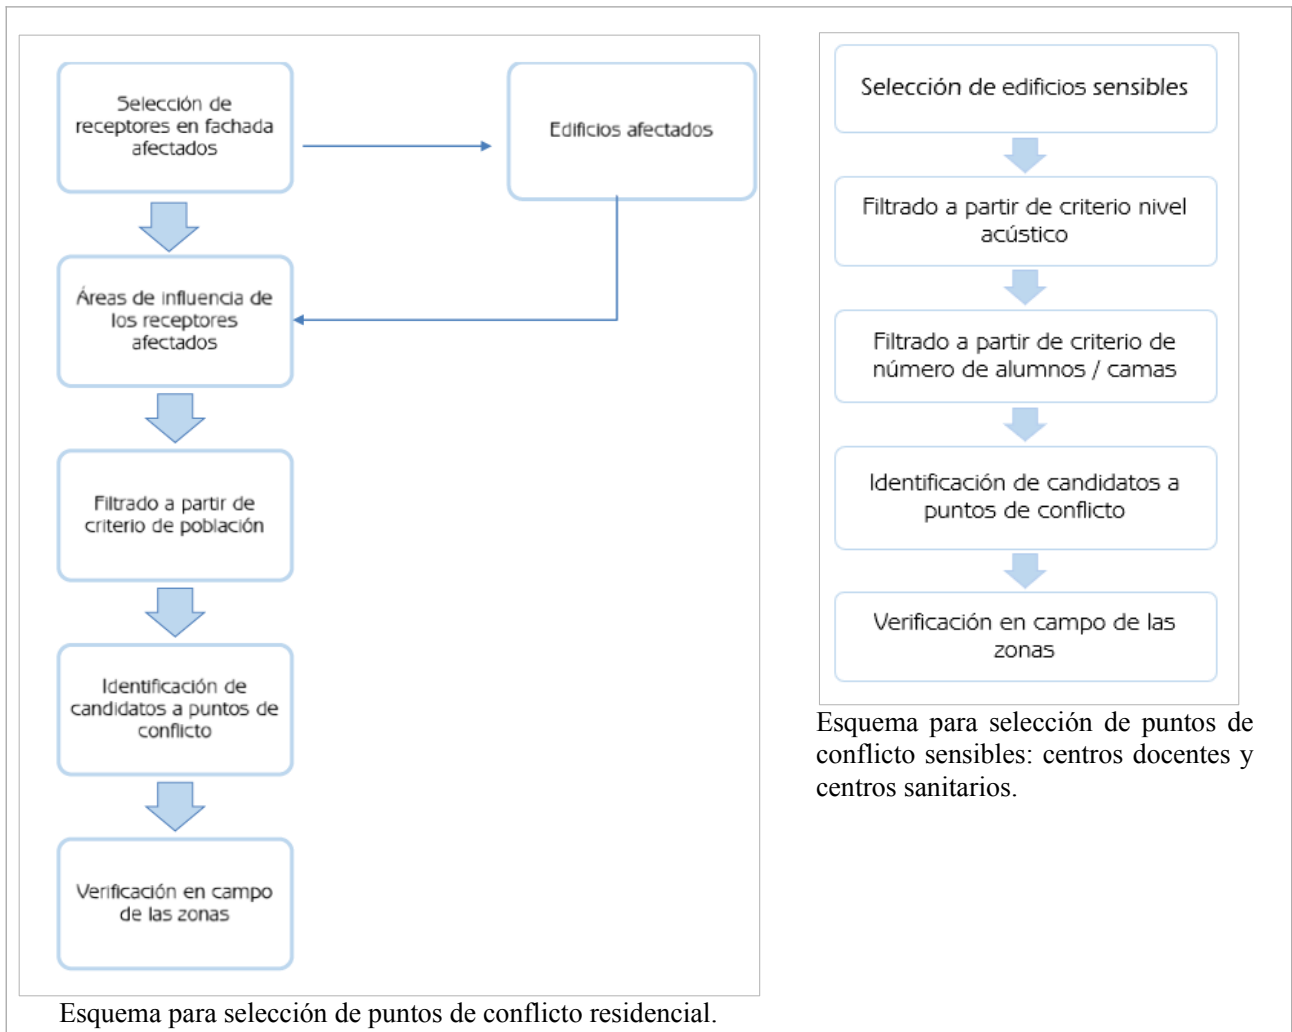 Selección de
receptores en fachada
afectados
Edificios afectados
Áreas de influencia de
los receptores
afectados
Filtrado a partir de
criterio de población
Identificación de
candidatos a puntos de
conflicto
Verificación en campo
de las zonas
Esquema para selección de puntos de conflicto residencial.
Selección de edificios sensibles
Filtrado a partir de criterio nivel
acústico
Filtrado a partir de criterio de
número de alumnos / camas
Identificación de candidatos a
puntos de conflicto
Verificación en campo de las
zonas
Esquema para selección de puntos de
conflicto sensibles: centros docentes y
centros sanitarios.